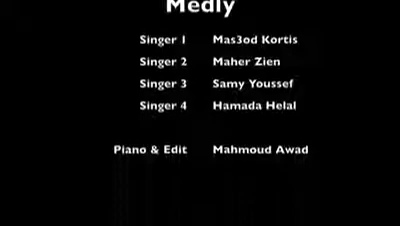 Medly
Singer 1 Mas3od Kortis
Singer 2 Maher Zien
Singer 3 Samy Youssef
Singer 4 Hamada Helal
Piano & Edit Mahmoud Awad